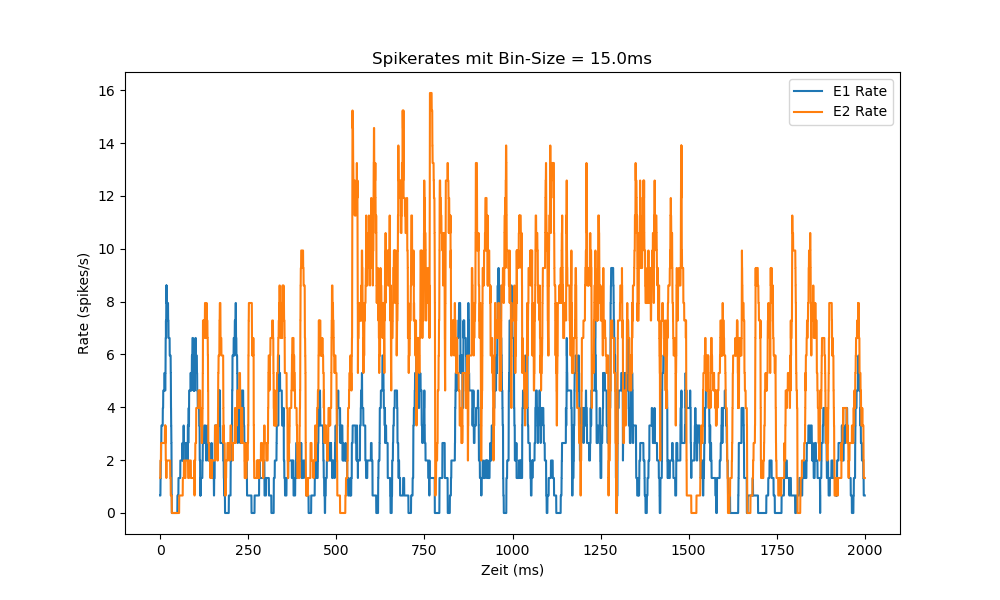 Spikerates mit Bin-Size = 15.0ms
E1 Rate
E2 Rate
Rate (spikes/s)
16
14
12
10
8
6
4
2
0
0 250 500 750 1000 1250 1500 1750 2000
Zeit (ms)